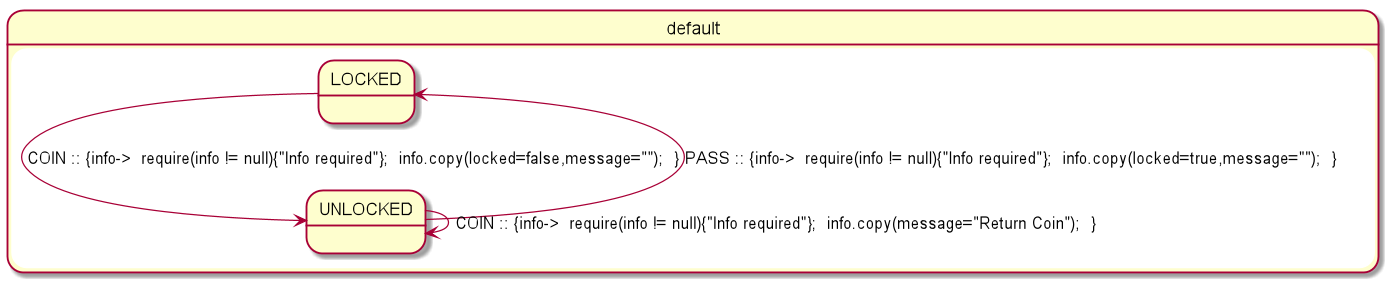 default
LOCKED
COIN :: {info-> require(info != null){"Info required"}; info.copy(locked=false,message=""); }
PASS :: {info-> require(info != null){"Info required"}; info.copy(locked=true,message=""); }
UNLOCKED
COIN :: {info-> require(info != null){"Info required"}; info.copy(message="Return Coin"); }